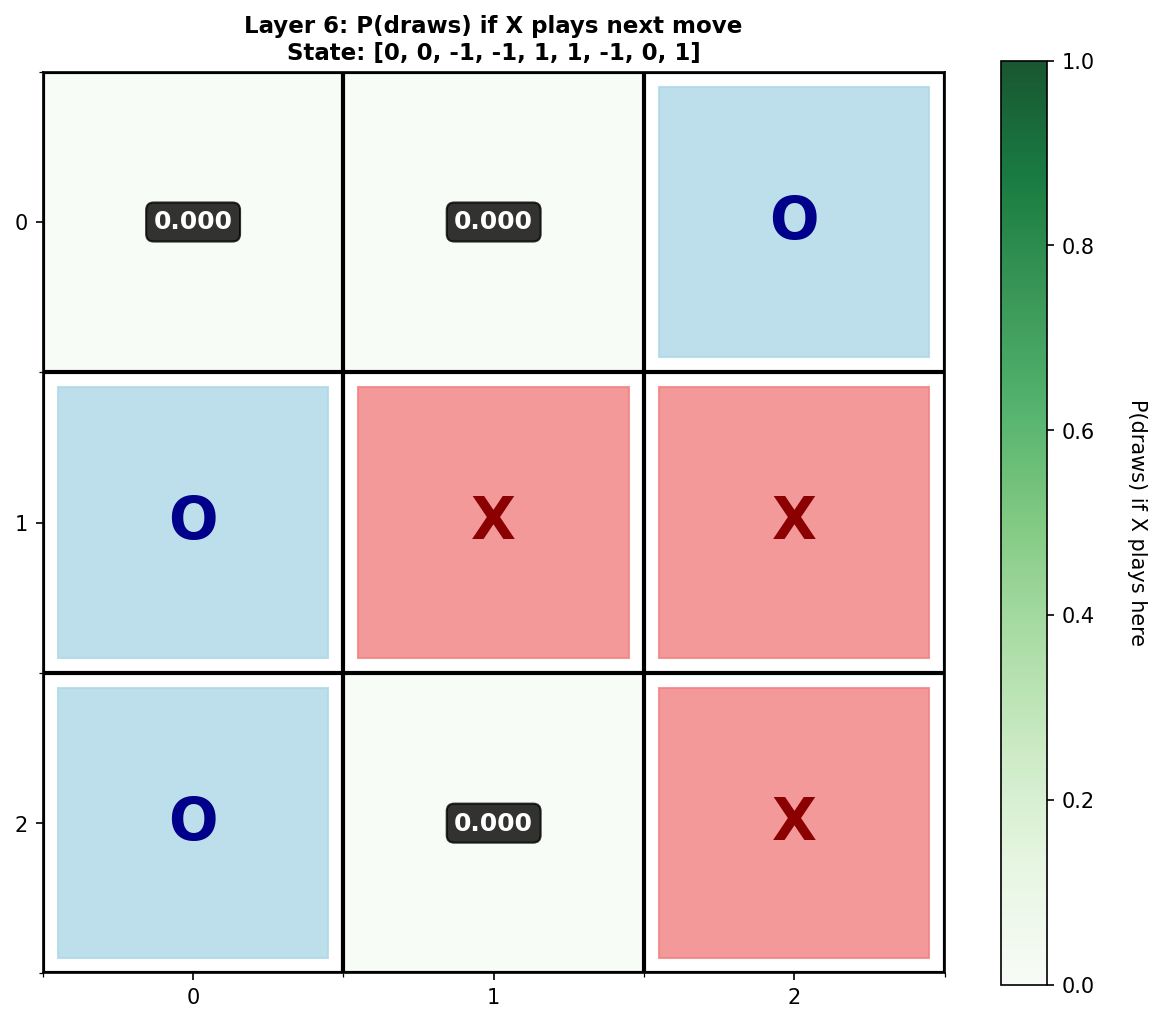 Layer 6: P(draws) if X plays next move
State: [0, 0, -1, -1, 1, 1, -1, 0, 1]
0
0.000
0.000
O
1
O
X
X
2
O
0.000
X
0
1
2
1.0
0.8
0.6
0.4
0.2
0.0
P(draws) if X plays here